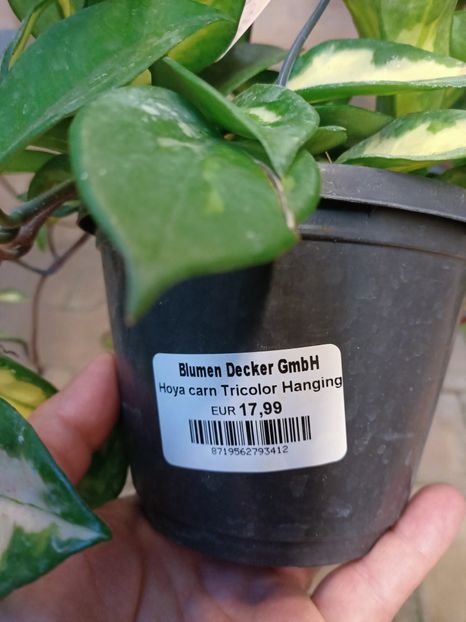 Blumen Decker GmbH
Hoya carn Tricolor Hanging
EUR 17,99
8719562793412